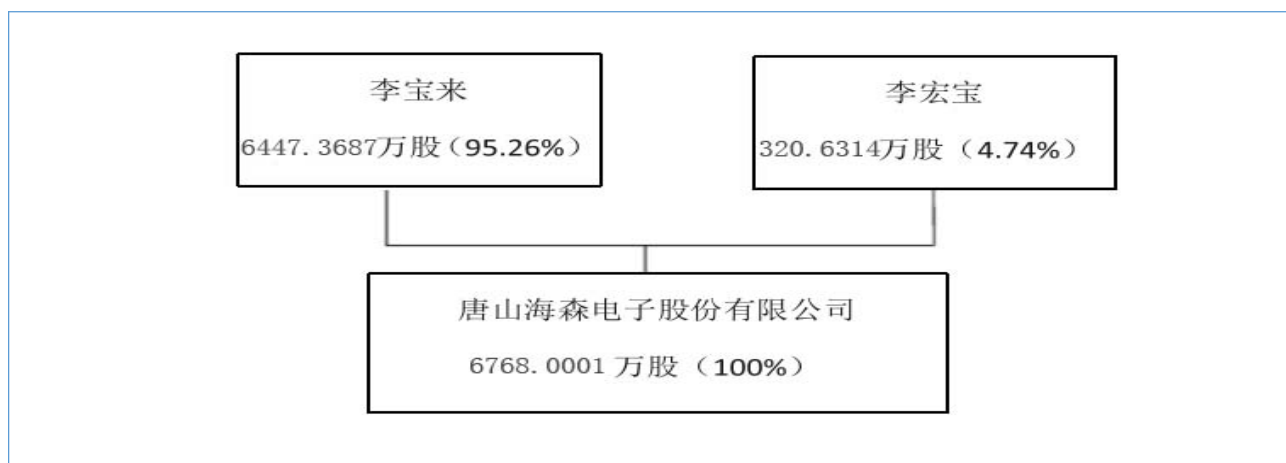 李宝来
6447.3687万股（95.26%）
李宏宝
320.6314万股（4.74%）
唐山海森电子股份有限公司
6768.0001万股（100%）